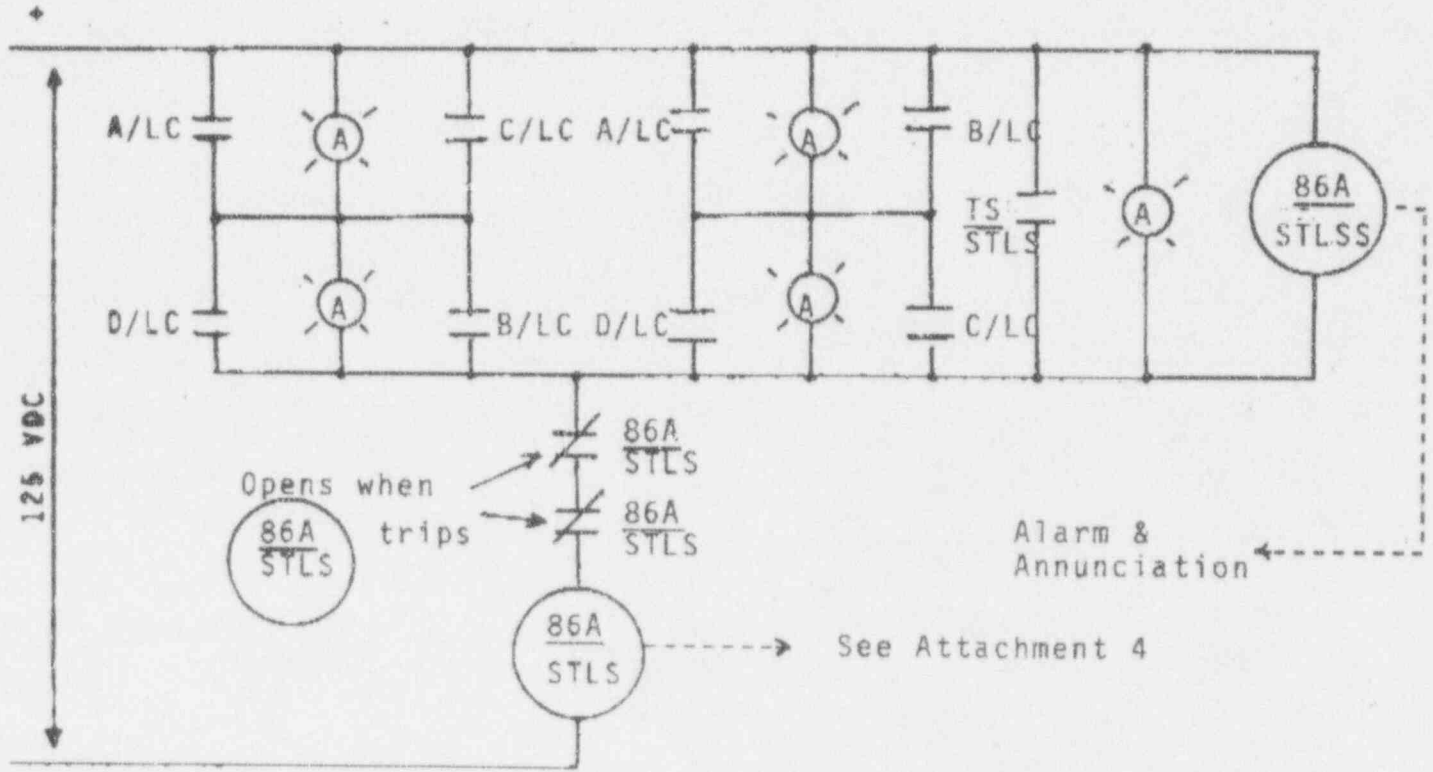 +
A/LC
A
C/LC
A/LC
A
B/LC
TS
STLS
A
86A
STLSS
D/LC
A
B/LC
D/LC
A
C/LC
125 VDC
86A
STLS
Opens when
trips
86A
STLS
86A
STLS
Alarm &
Annunciation
86A
STLS
See Attachment 4